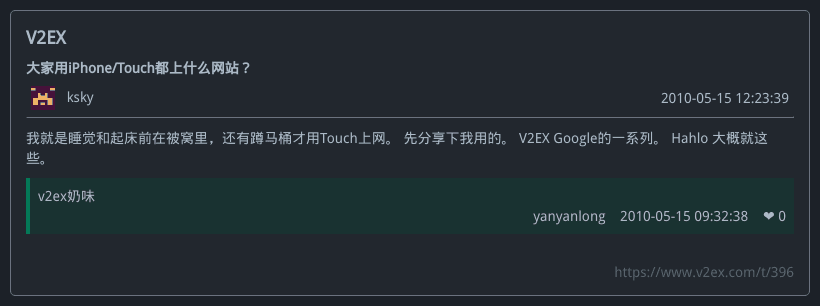 V2EX
大家用iPhone/Touch都上什么网站？
ksky
2010-05-15 12:23:39
我就是睡觉和起床前在被窝里，还有蹲马桶才用Touch上网。 先分享下我用的。 V2EX Google的一系列。 Hahlo 大概就这
些。
v2ex奶味
yanyanlong 2010-05-15 09:32:38 ❤ 0
https://www.v2ex.com/t/396